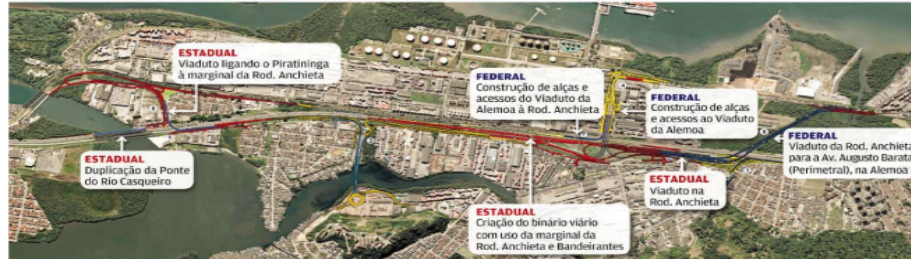 ESTADUAL
Viaduto ligando o Piratininga
à marginal da Rod. Anchieta
FEDERAL
Construção de alças e
acessos do Viaduto da
Alemoa à Rod. Anchieta
FEDERAL
Construção de alças
e acessos ao Viaduto
da Alemoa
FEDERAL
Viaduto da Rod. Anchieta
para a Av. Augusto Barata
(Perimetral), na Alemoa
ESTADUAL
Duplicação da Ponte
do Rio Casqueiro
ESTADUAL
Viaduto na
Rod. Anchieta
ESTADUAL
Criação do binário viário
com uso da marginal da
Rod. Anchieta e Bandeirantes